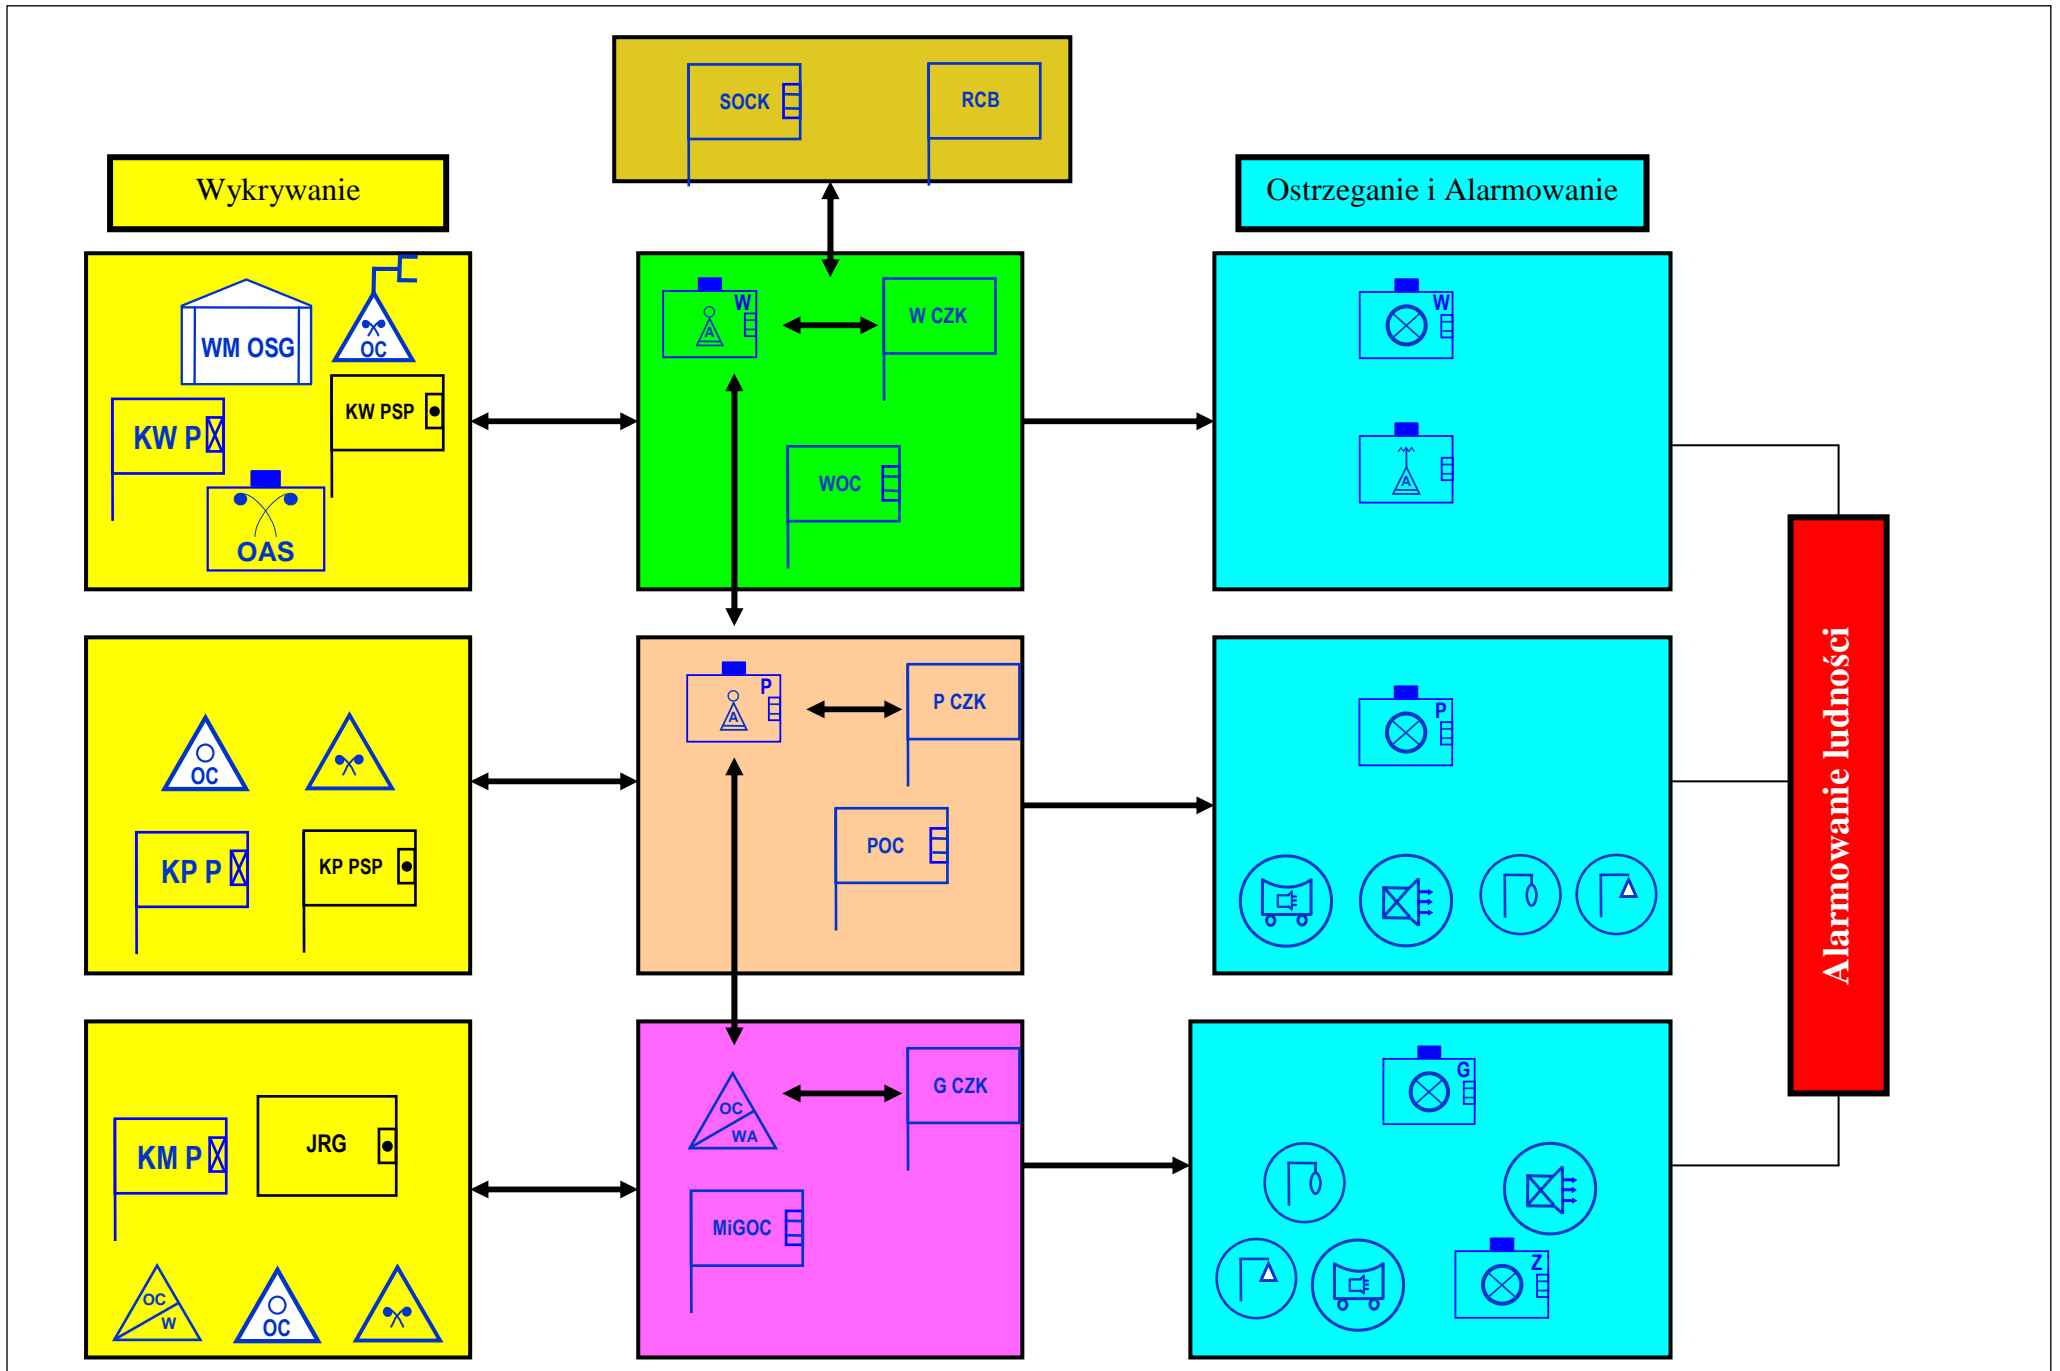 SOCK
RCB
Wykrywanie
Ostrzeganie i Alarmowanie
WM OSG
OC
KW P
KW PSP
OAS
W
A
W CZK
WOC
W
A
OC
KP P
KP PSP
P
A
P CZK
POC
P
KM P
JRG
OC
W
OC
OC
WA
G CZK
MiGOC
G
Z
Alarmowanie ludności